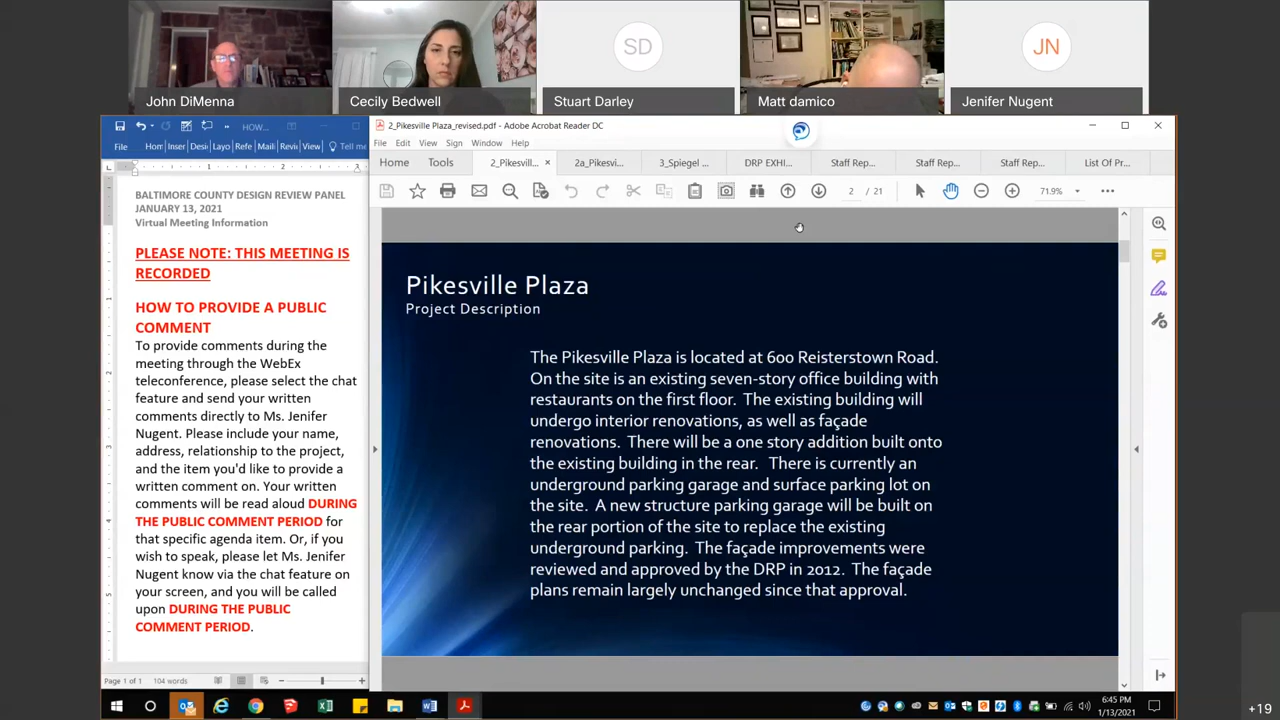 SD
JN
John DiMenna
Cecily Bedwell
Stuart Darley
Matt damico
Jenifer Nugent
HOW...
File
Hom
Inser
Desi
Layo
Refe
Maili
Revie
View
Tell me
BALTIMORE COUNTY DESIGN REVIEW PANEL
JANUARY 13, 2021
Virtual Meeting Information
PLEASE NOTE: THIS MEETING IS
RECORDED
HOW TO PROVIDE A PUBLIC
COMMENT
To provide comments during the
meeting through the WebEx
teleconference, please select the chat
feature and send your written
comments directly to Ms. Jenifer
Nugent. Please include your name,
address, relationship to the project,
and the item you'd like to provide a
written comment on. Your written
comments will be read aloud DURING
THE PUBLIC COMMENT PERIOD for
that specific agenda item. Or, if you
wish to speak, please let Ms. Jenifer
Nugent know via the chat feature on
your screen, and you will be called
upon DURING THE PUBLIC
COMMENT PERIOD.
Page 1 of 1 104 words
2_Pikesville Plaza_revised.pdf - Adobe Acrobat Reader DC
File Edit View Sign Window Help
Home Tools 2_Pikesvill... × 2a_Pikesvi... 3_Spiegel ... DRP EXHI... Staff Rep... Staff Rep... Staff Rep... List Of Pr...
2 / 21 71.9%
Pikesville Plaza
Project Description
The Pikesville Plaza is located at 600 Reisterstown Road.
On the site is an existing seven-story office building with
restaurants on the first floor. The existing building will
undergo interior renovations, as well as façade
renovations. There will be a one story addition built onto
the existing building in the rear. There is currently an
underground parking garage and surface parking lot on
the site. A new structure parking garage will be built on
the rear portion of the site to replace the existing
underground parking. The façade improvements were
reviewed and approved by the DRP in 2012. The façade
plans remain largely unchanged since that approval.
6:45 PM
1/13/2021
+19